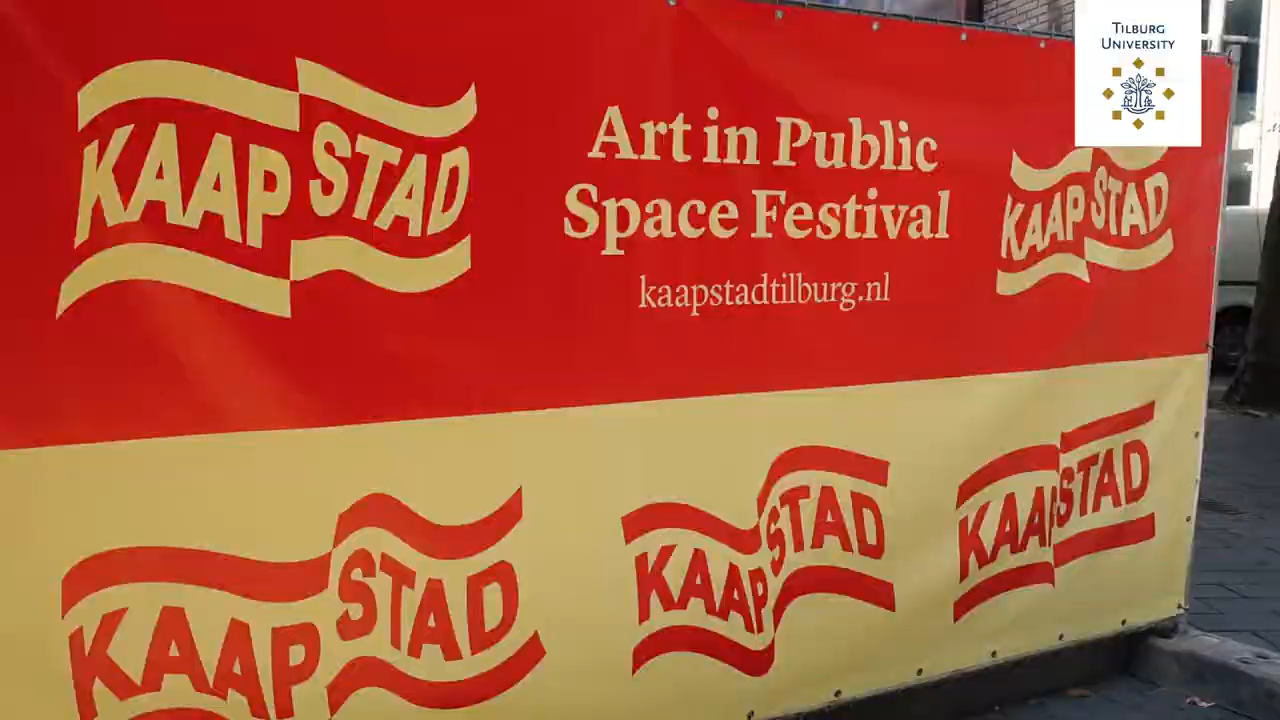 TILBURG
UNIVERSITY
KAAP STAD
Art in Public
Space Festival
kaapstadtilburg.nl
KAAP STAD
KAAP STAD
KAAP STAD
KAAP STAD